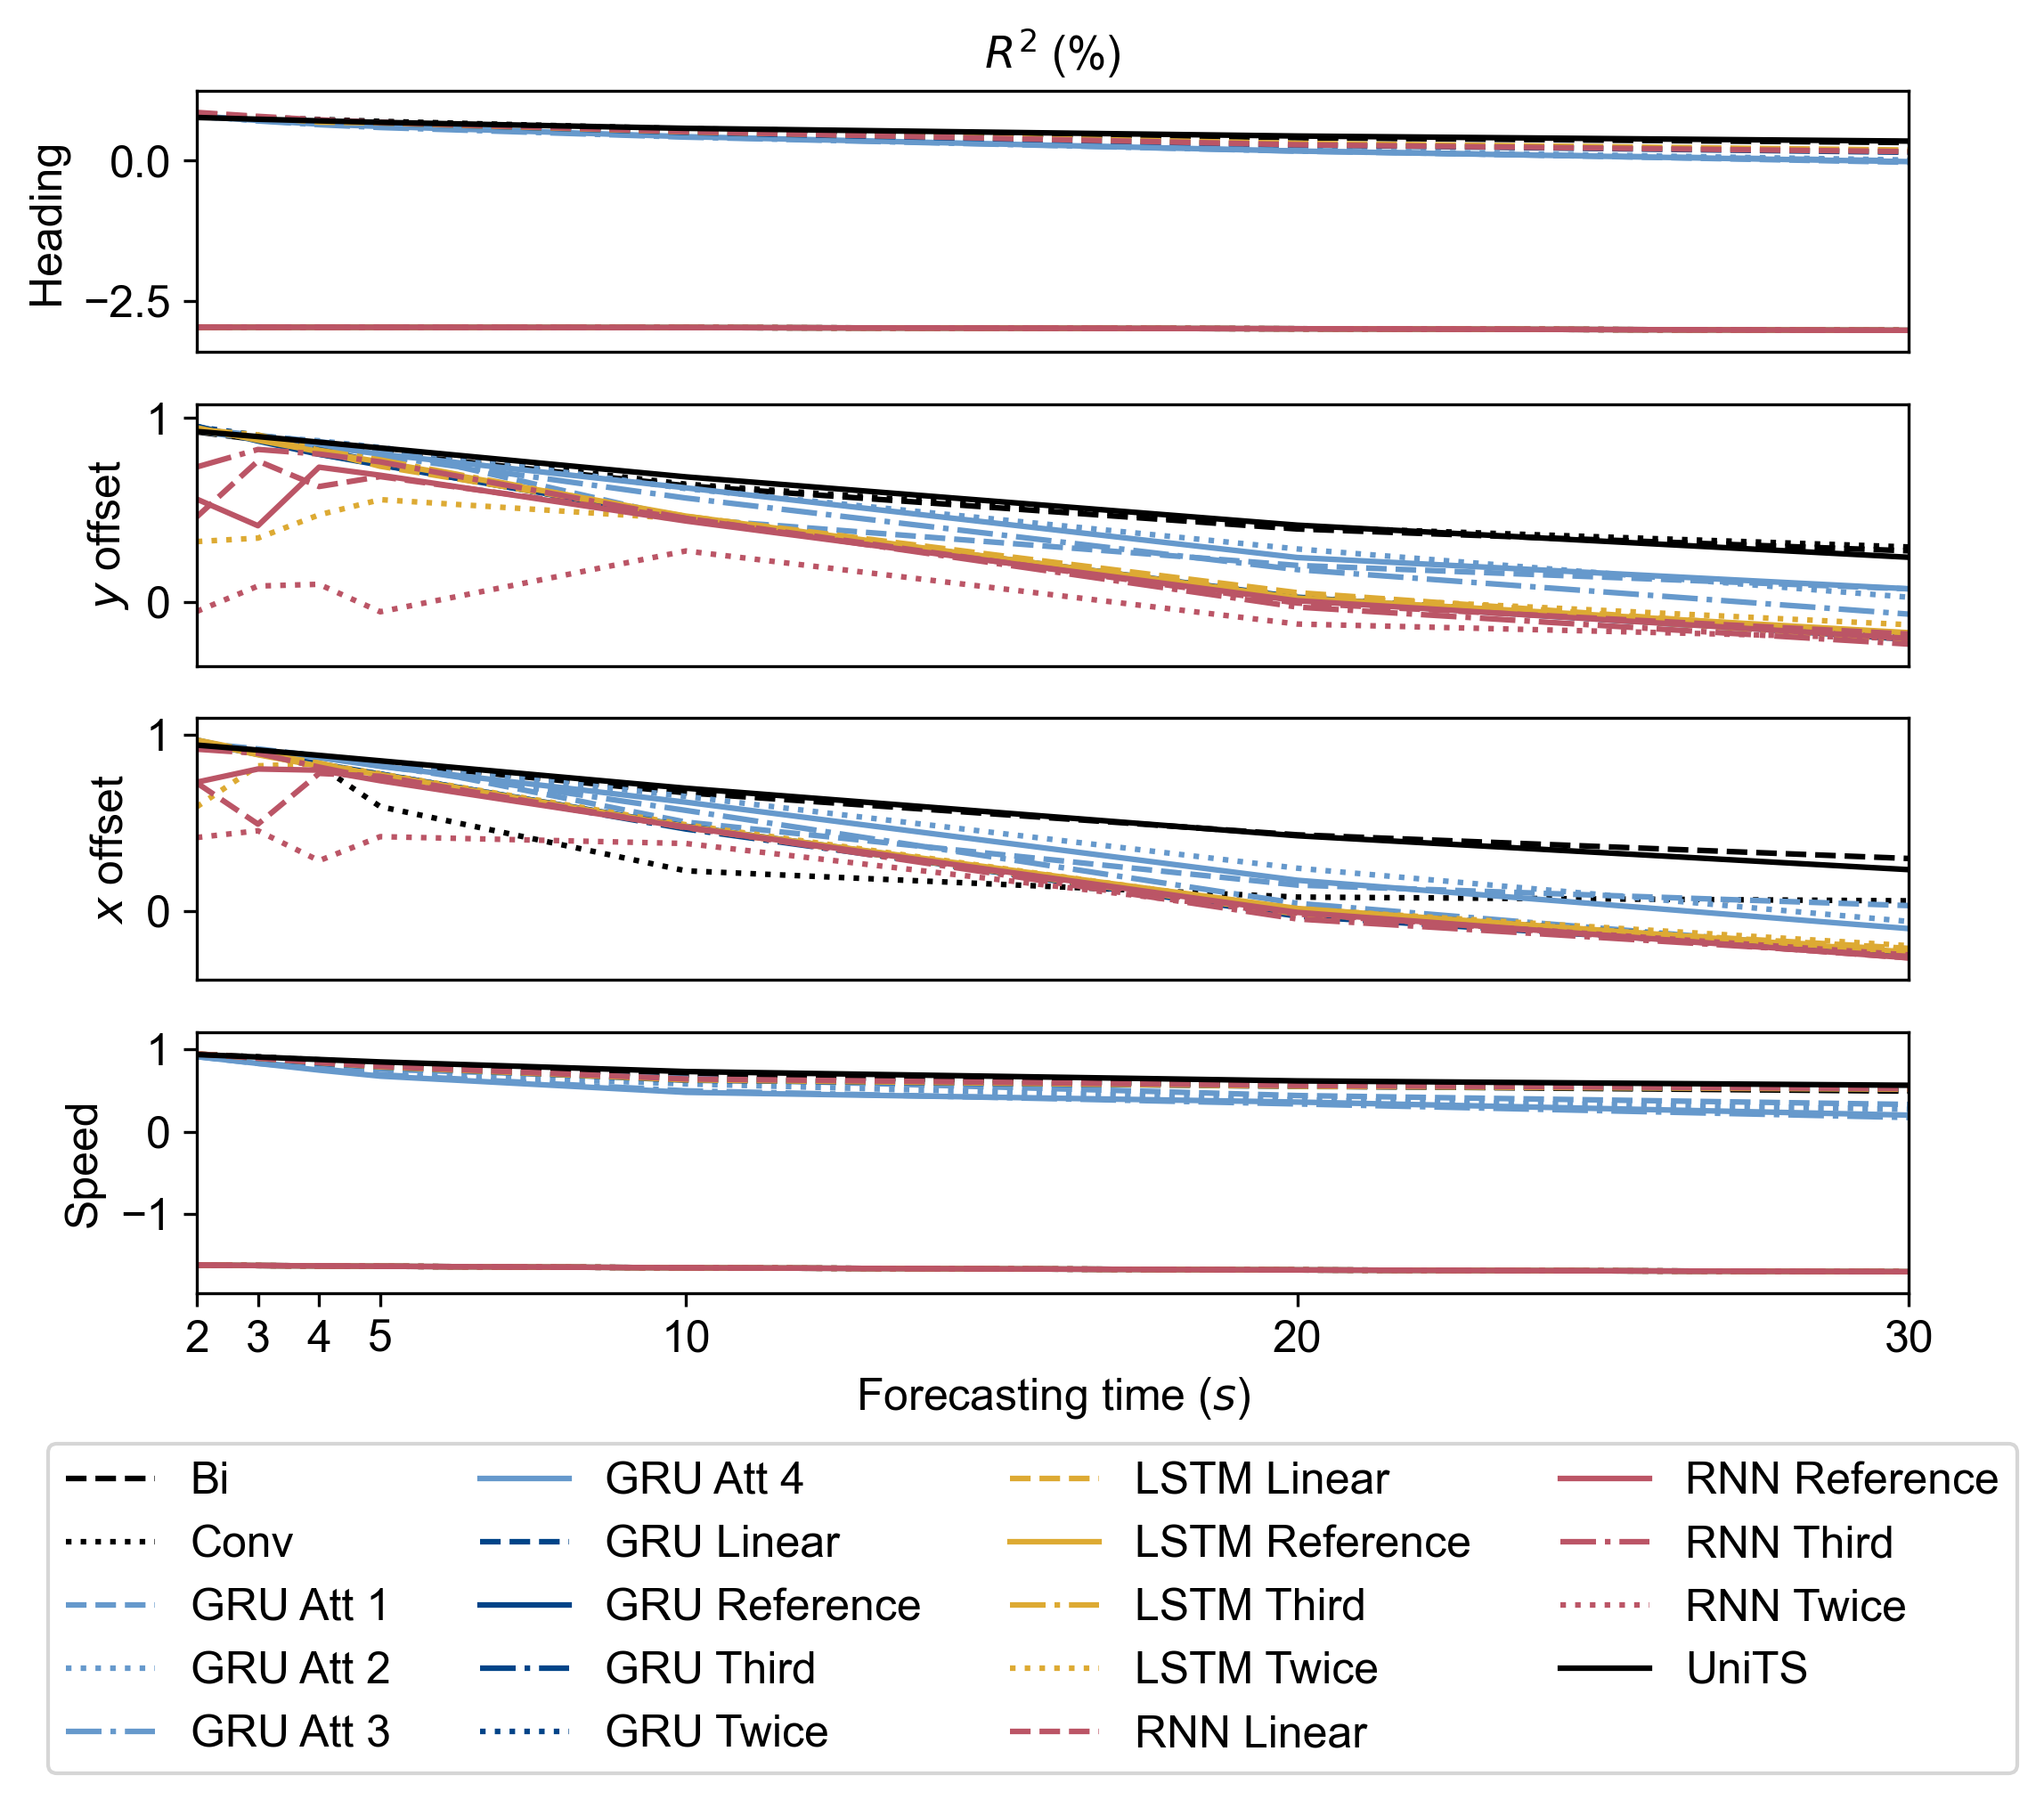 R² (%)
Heading
0.0
−2.5
y offset
1
0
x offset
1
0
Speed
1
0
−1
2 3 4 5 10 20 30
Forecasting time (s)
Bi
Conv
GRU Att 1
GRU Att 2
GRU Att 3
GRU Att 4
GRU Linear
GRU Reference
GRU Third
GRU Twice
LSTM Linear
LSTM Reference
LSTM Third
LSTM Twice
RNN Linear
RNN Reference
RNN Third
RNN Twice
UniTS